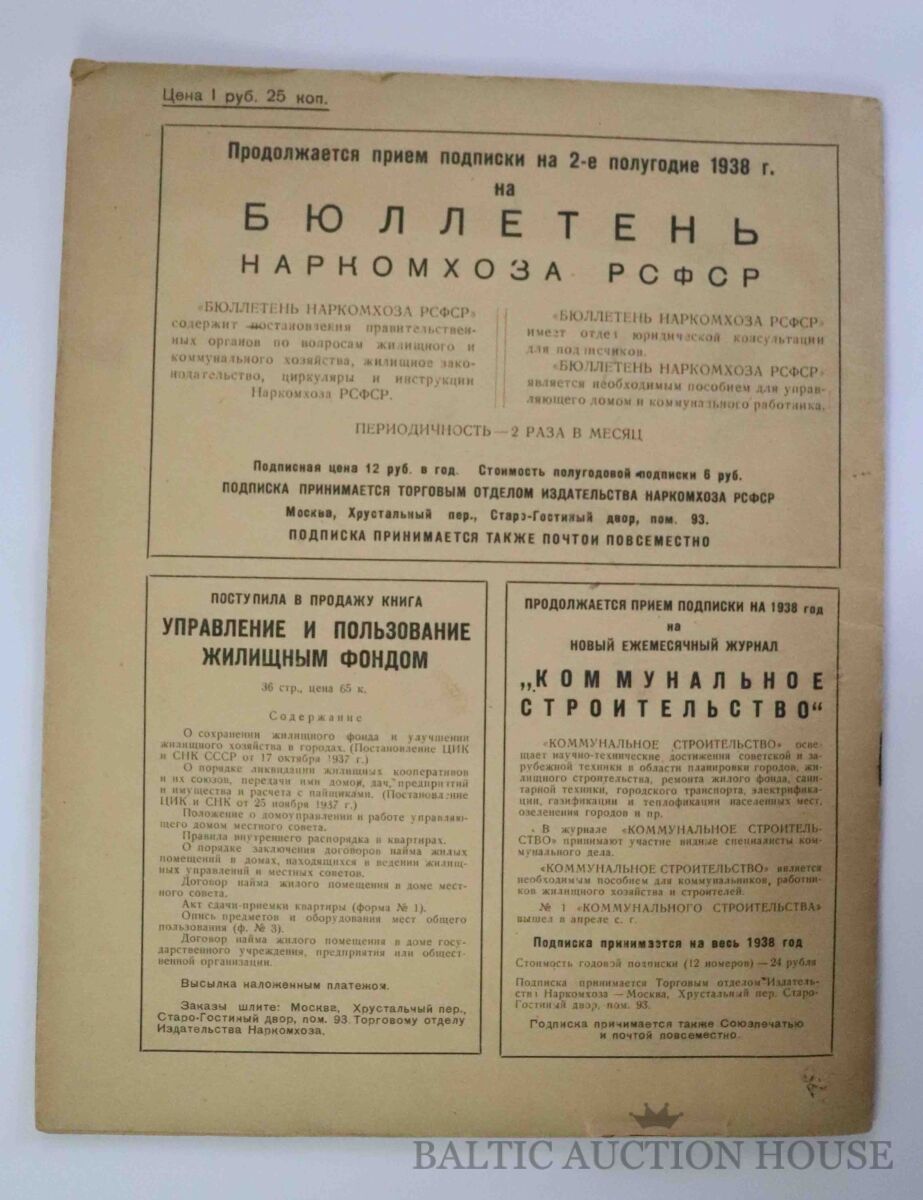 Цена 1 руб. 25 коп.
Продолжается прием подписки на 2-е полугодие 1938 г.
на
БЮЛЛЕТЕНЬ
НАРКОМХОЗА РСФСР
«БЮЛЛЕТЕНЬ НАРКОМХОЗА РСФСР»
содержит постановления правительствен-
ных органов по вопросам жилищного и
коммунального хозяйства, жилищное зако-
нодательство, циркуляры и инструкции
Наркомхоза РСФСР.
«БЮЛЛЕТЕНЬ НАРКОМХОЗА РСФСР»
имеет отдел юридической консультации
для подписчиков.
«БЮЛЛЕТЕНЬ НАРКОМХОЗА РСФСР»
является необходимым пособием для управ-
ляющего домом и коммунального работника.
ПЕРИОДИЧНОСТЬ — 2 РАЗА В МЕСЯЦ
Подписная цена 12 руб. в год. Стоимость полугодовой подписки 6 руб.
ПОДПИСКА ПРИНИМАЕТСЯ ТОРГОВЫМ ОТДЕЛОМ ИЗДАТЕЛЬСТВА НАРКОМХОЗА РСФСР
Москва, Хрустальный пер., Старо-Гостиный двор, пом. 93.
ПОДПИСКА ПРИНИМАЕТСЯ ТАКЖЕ ПОЧТОЙ ПОВСЕМЕСТНО
ПОСТУПИЛА В ПРОДАЖУ КНИГА
УПРАВЛЕНИЕ И ПОЛЬЗОВАНИЕ
ЖИЛИЩНЫМ ФОНДОМ
36 стр., цена 65 к.
Содержание
О сохранении жилищного фонда и улучшении
жилищного хозяйства в городах. (Постановление ЦИК
и СНК СССР от 17 октября 1937 г.)
О порядке ликвидации жилищных кооперативов
и их союзов, передачи ими домов, дач, предприятий
и имущества и расчета с пайщиками. (Постановление
ЦИК и СНК от 25 ноября 1937 г.)
Положение о домоуправлении и работе управляю-
щего домом местного совета.
Правила внутреннего распорядка в квартирах.
О порядке заключения договоров найма жилых
помещений в домах, находящихся в ведении жилищ-
ных управлений и местных советов.
Договор найма жилого помещения в доме мест-
ного совета.
Акт сдачи-приемки квартиры (форма № 1).
Опись предметов и оборудования мест общего
пользования (ф. № 3).
Договор найма жилого помещения в доме госу-
дарственного учреждения, предприятия или общест-
венной организации.
Высылка наложенным платежом.
Заказы шлите: Москва, Хрустальный пер.,
Старо-Гостиный двор, пом. 93. Торговому отделу
Издательства Наркомхоза.
ПРОДОЛЖАЕТСЯ ПРИЕМ ПОДПИСКИ НА 1938 год
на
НОВЫЙ ЕЖЕМЕСЯЧНЫЙ ЖУРНАЛ
„КОММУНАЛЬНОЕ
СТРОИТЕЛЬСТВО“
«КОММУНАЛЬНОЕ СТРОИТЕЛЬСТВО» осве-
щает научно-технические достижения советской и за-
рубежной техники в области планировки городов, жи-
лищного строительства, ремонта жилого фонда, сани-
тарной техники, городского транспорта, электрифика-
ции, газификации и теплофикации населенных мест,
озеленения городов и пр.
В журнале «КОММУНАЛЬНОЕ СТРОИТЕЛЬ-
СТВО» принимают участие видные специалисты ком-
мунального дела.
«КОММУНАЛЬНОЕ СТРОИТЕЛЬСТВО» является
необходимым пособием для коммунальников, работни-
ков жилищного хозяйства и строителей.
№ 1 «КОММУНАЛЬНОГО СТРОИТЕЛЬСТВА»
вышел в апреле с. г.
Подписка принимается на весь 1938 год
Стоимость годовой подписки (12 номеров) — 24 рубля
Подписка принимается Торговым отделом Издатель-
ства Наркомхоза — Москва, Хрустальный пер. Старо-
Гостиный двор, пом. 93.
Подписка принимается также Союзпечатью
и почтой повсеместно.
BALTIC AUCTION HOUSE